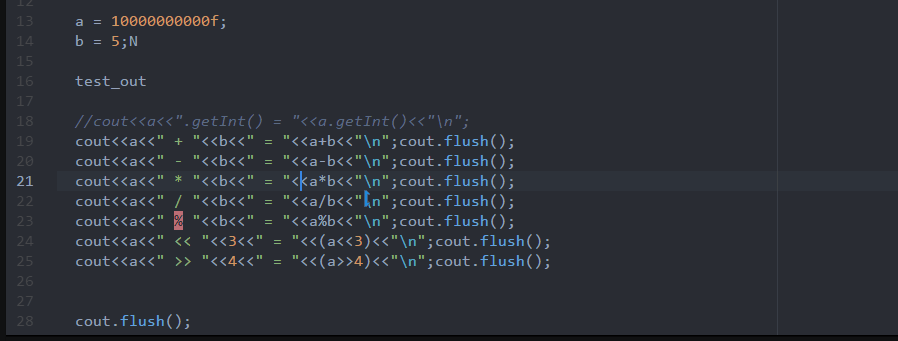 12
13 a = 10000000000f;
14 b = 5;N
15
16 test_out
17
18 //cout<<a<<".getInt() = "<<a.getInt()<<"\n";
19 cout<<a<<" + "<<b<<" = "<<a+b<<"\n";cout.flush();
20 cout<<a<<" - "<<b<<" = "<<a-b<<"\n";cout.flush();
21 cout<<a<<" * "<<b<<" = "<<a*b<<"\n";cout.flush();
22 cout<<a<<" / "<<b<<" = "<<a/b<<"\n";cout.flush();
23 cout<<a<<" % "<<b<<" = "<<a%b<<"\n";cout.flush();
24 cout<<a<<" << "<<3<<" = "<<(a<<3)<<"\n";cout.flush();
25 cout<<a<<" >> "<<4<<" = "<<(a>>4)<<"\n";cout.flush();
26
27
28 cout.flush();